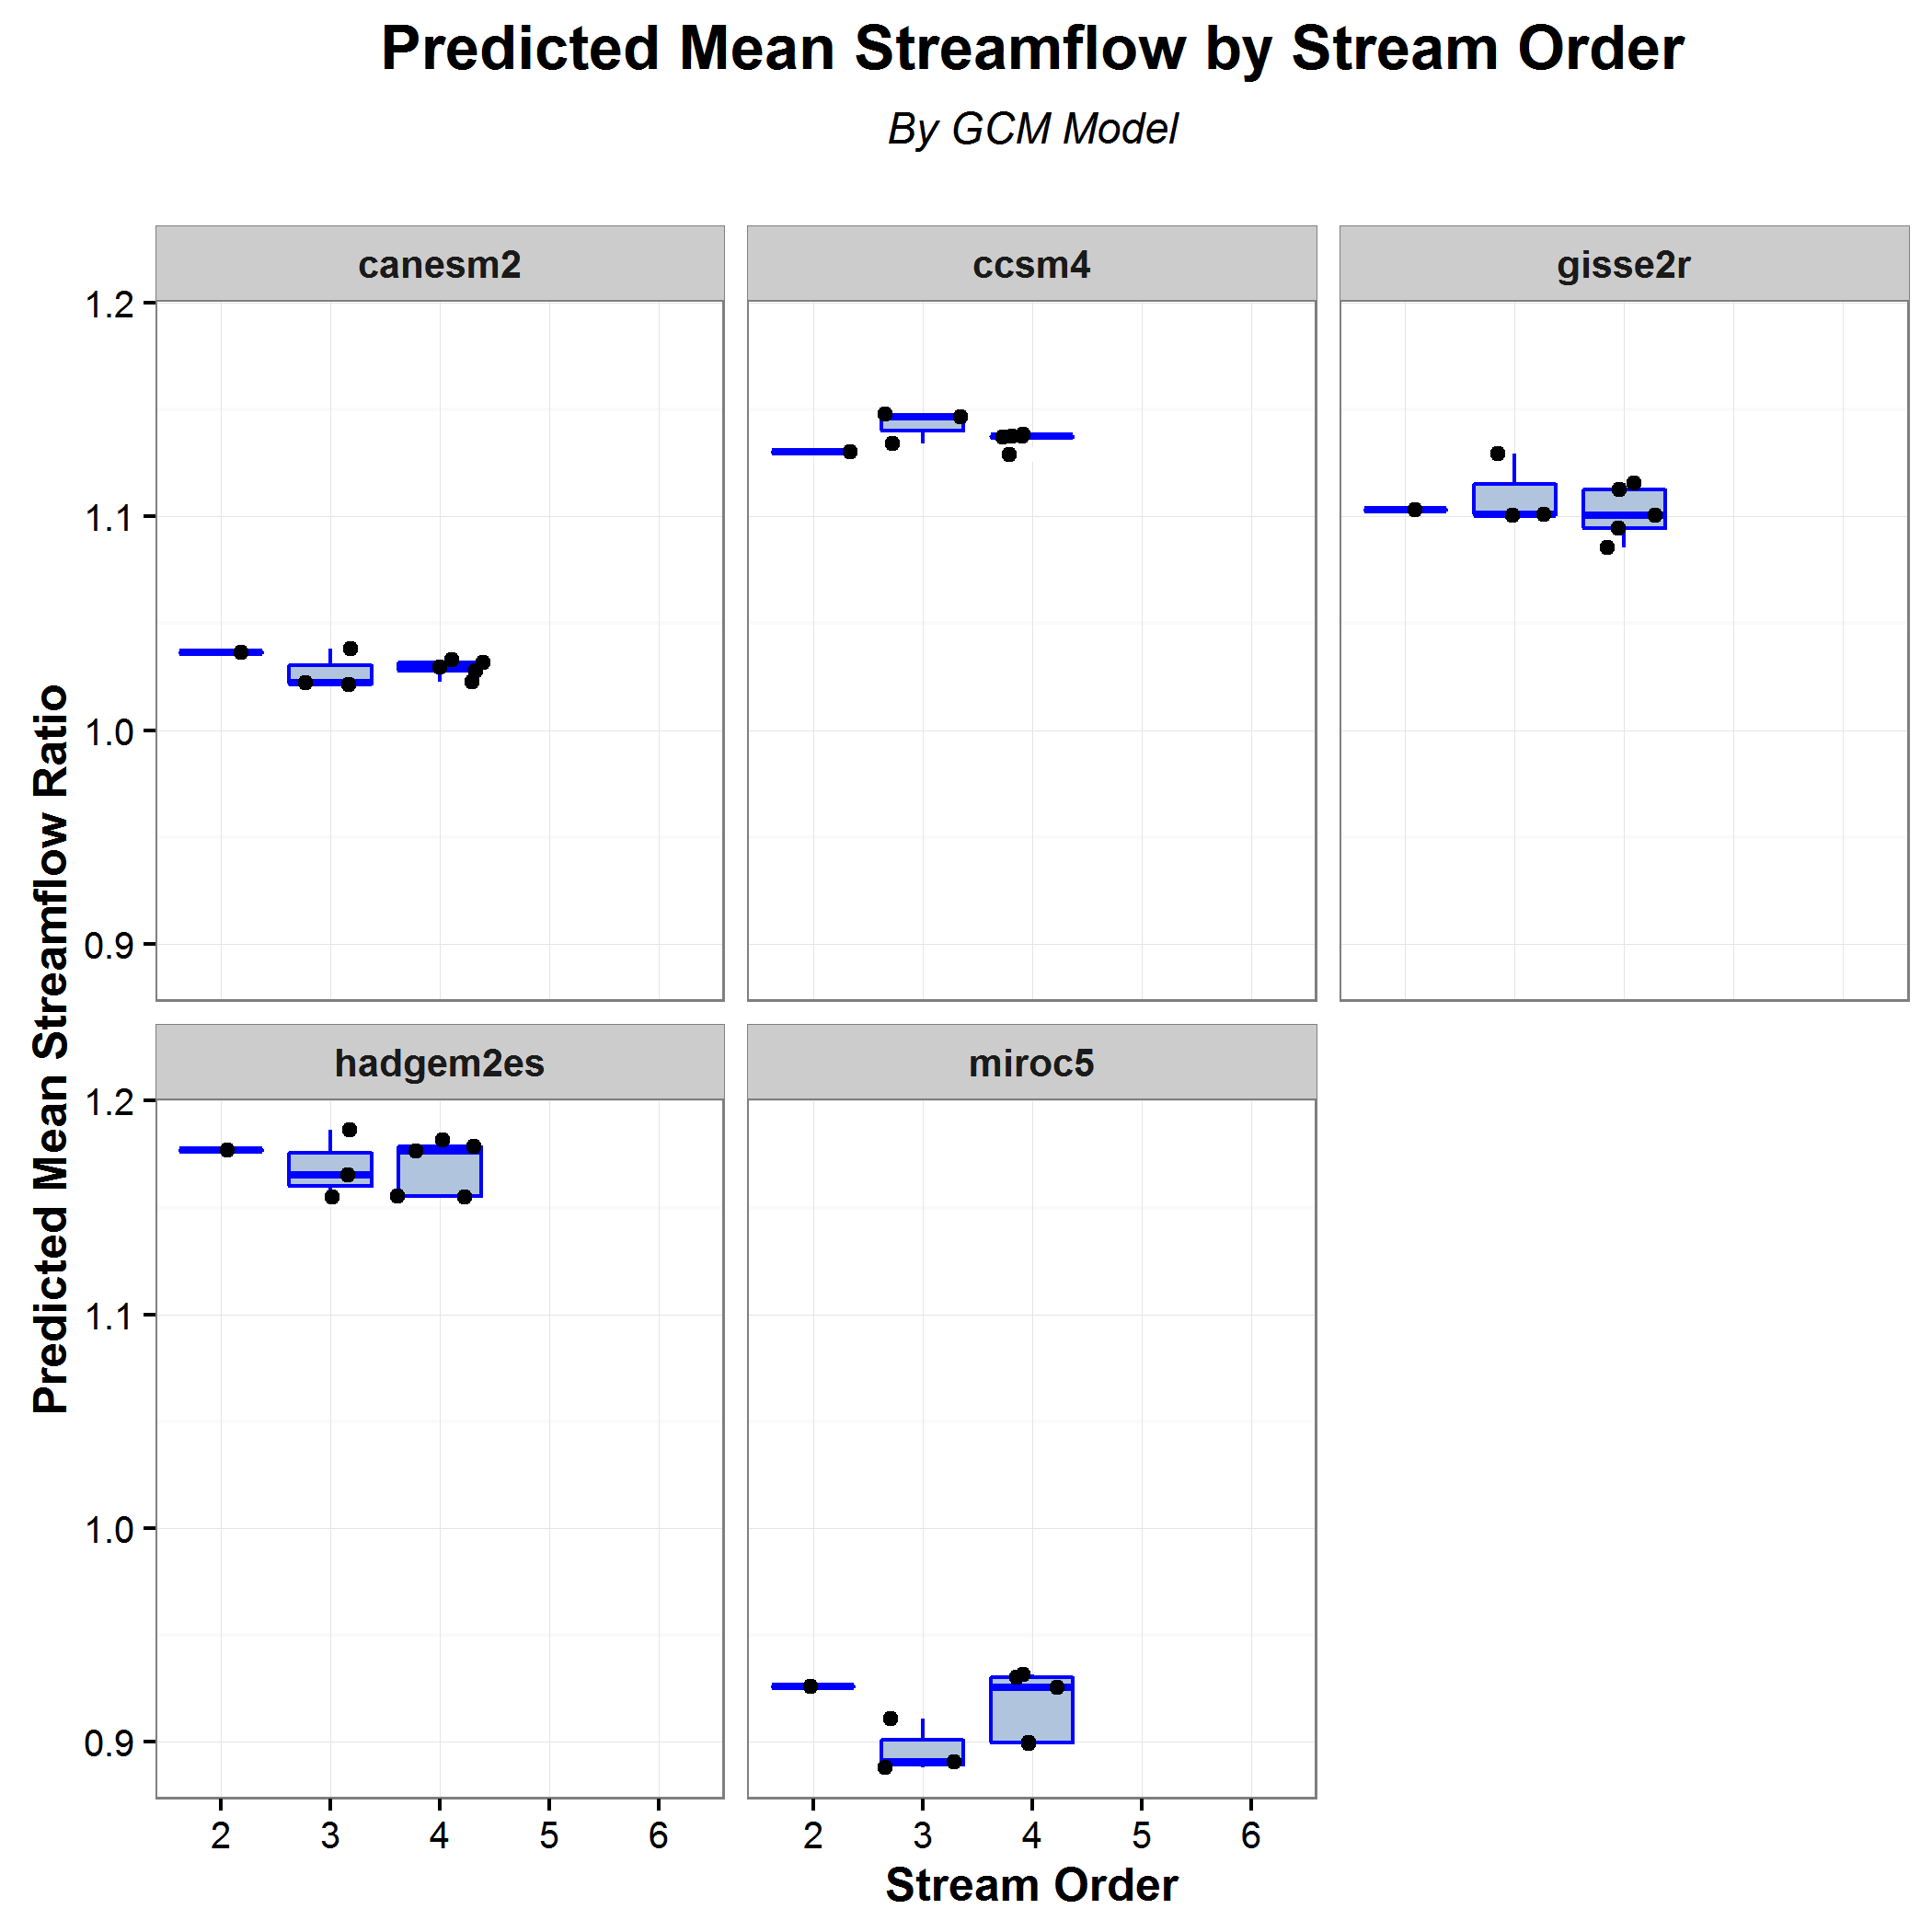 Predicted Mean Streamflow by Stream Order
By GCM Model
canesm2
ccsm4
gisse2r
1.2
1.1
1.0
0.9
Predicted Mean Streamflow Ratio
hadgem2es
miroc5
1.2
1.1
1.0
0.9
2 3 4 5 6
2 3 4 5 6
Stream Order